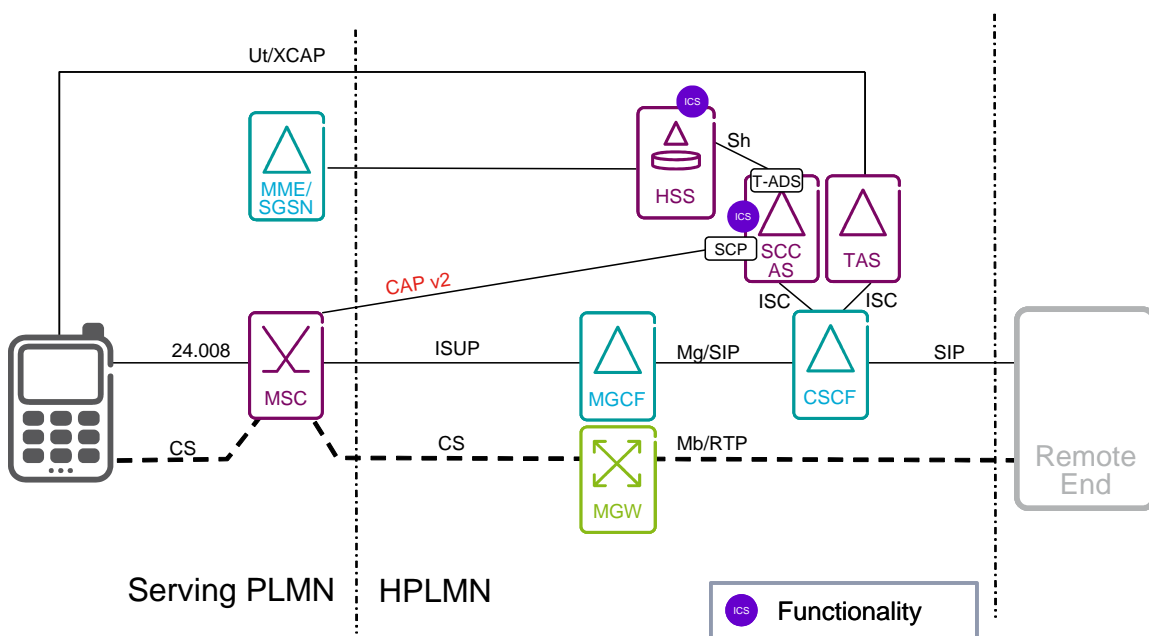 Ut/XCAP
ICS
Sh
MME/
SGSN
HSS
T-ADS
ICS
SCP
SCC
AS
TAS
CAP v2
ISC
ISC
24.008
ISUP
Mg/SIP
SIP
MSC
MGCF
CSCF
CS
CS
Mb/RTP
Remote
End
MGW
Serving PLMN
HPLMN
ICS
Functionality